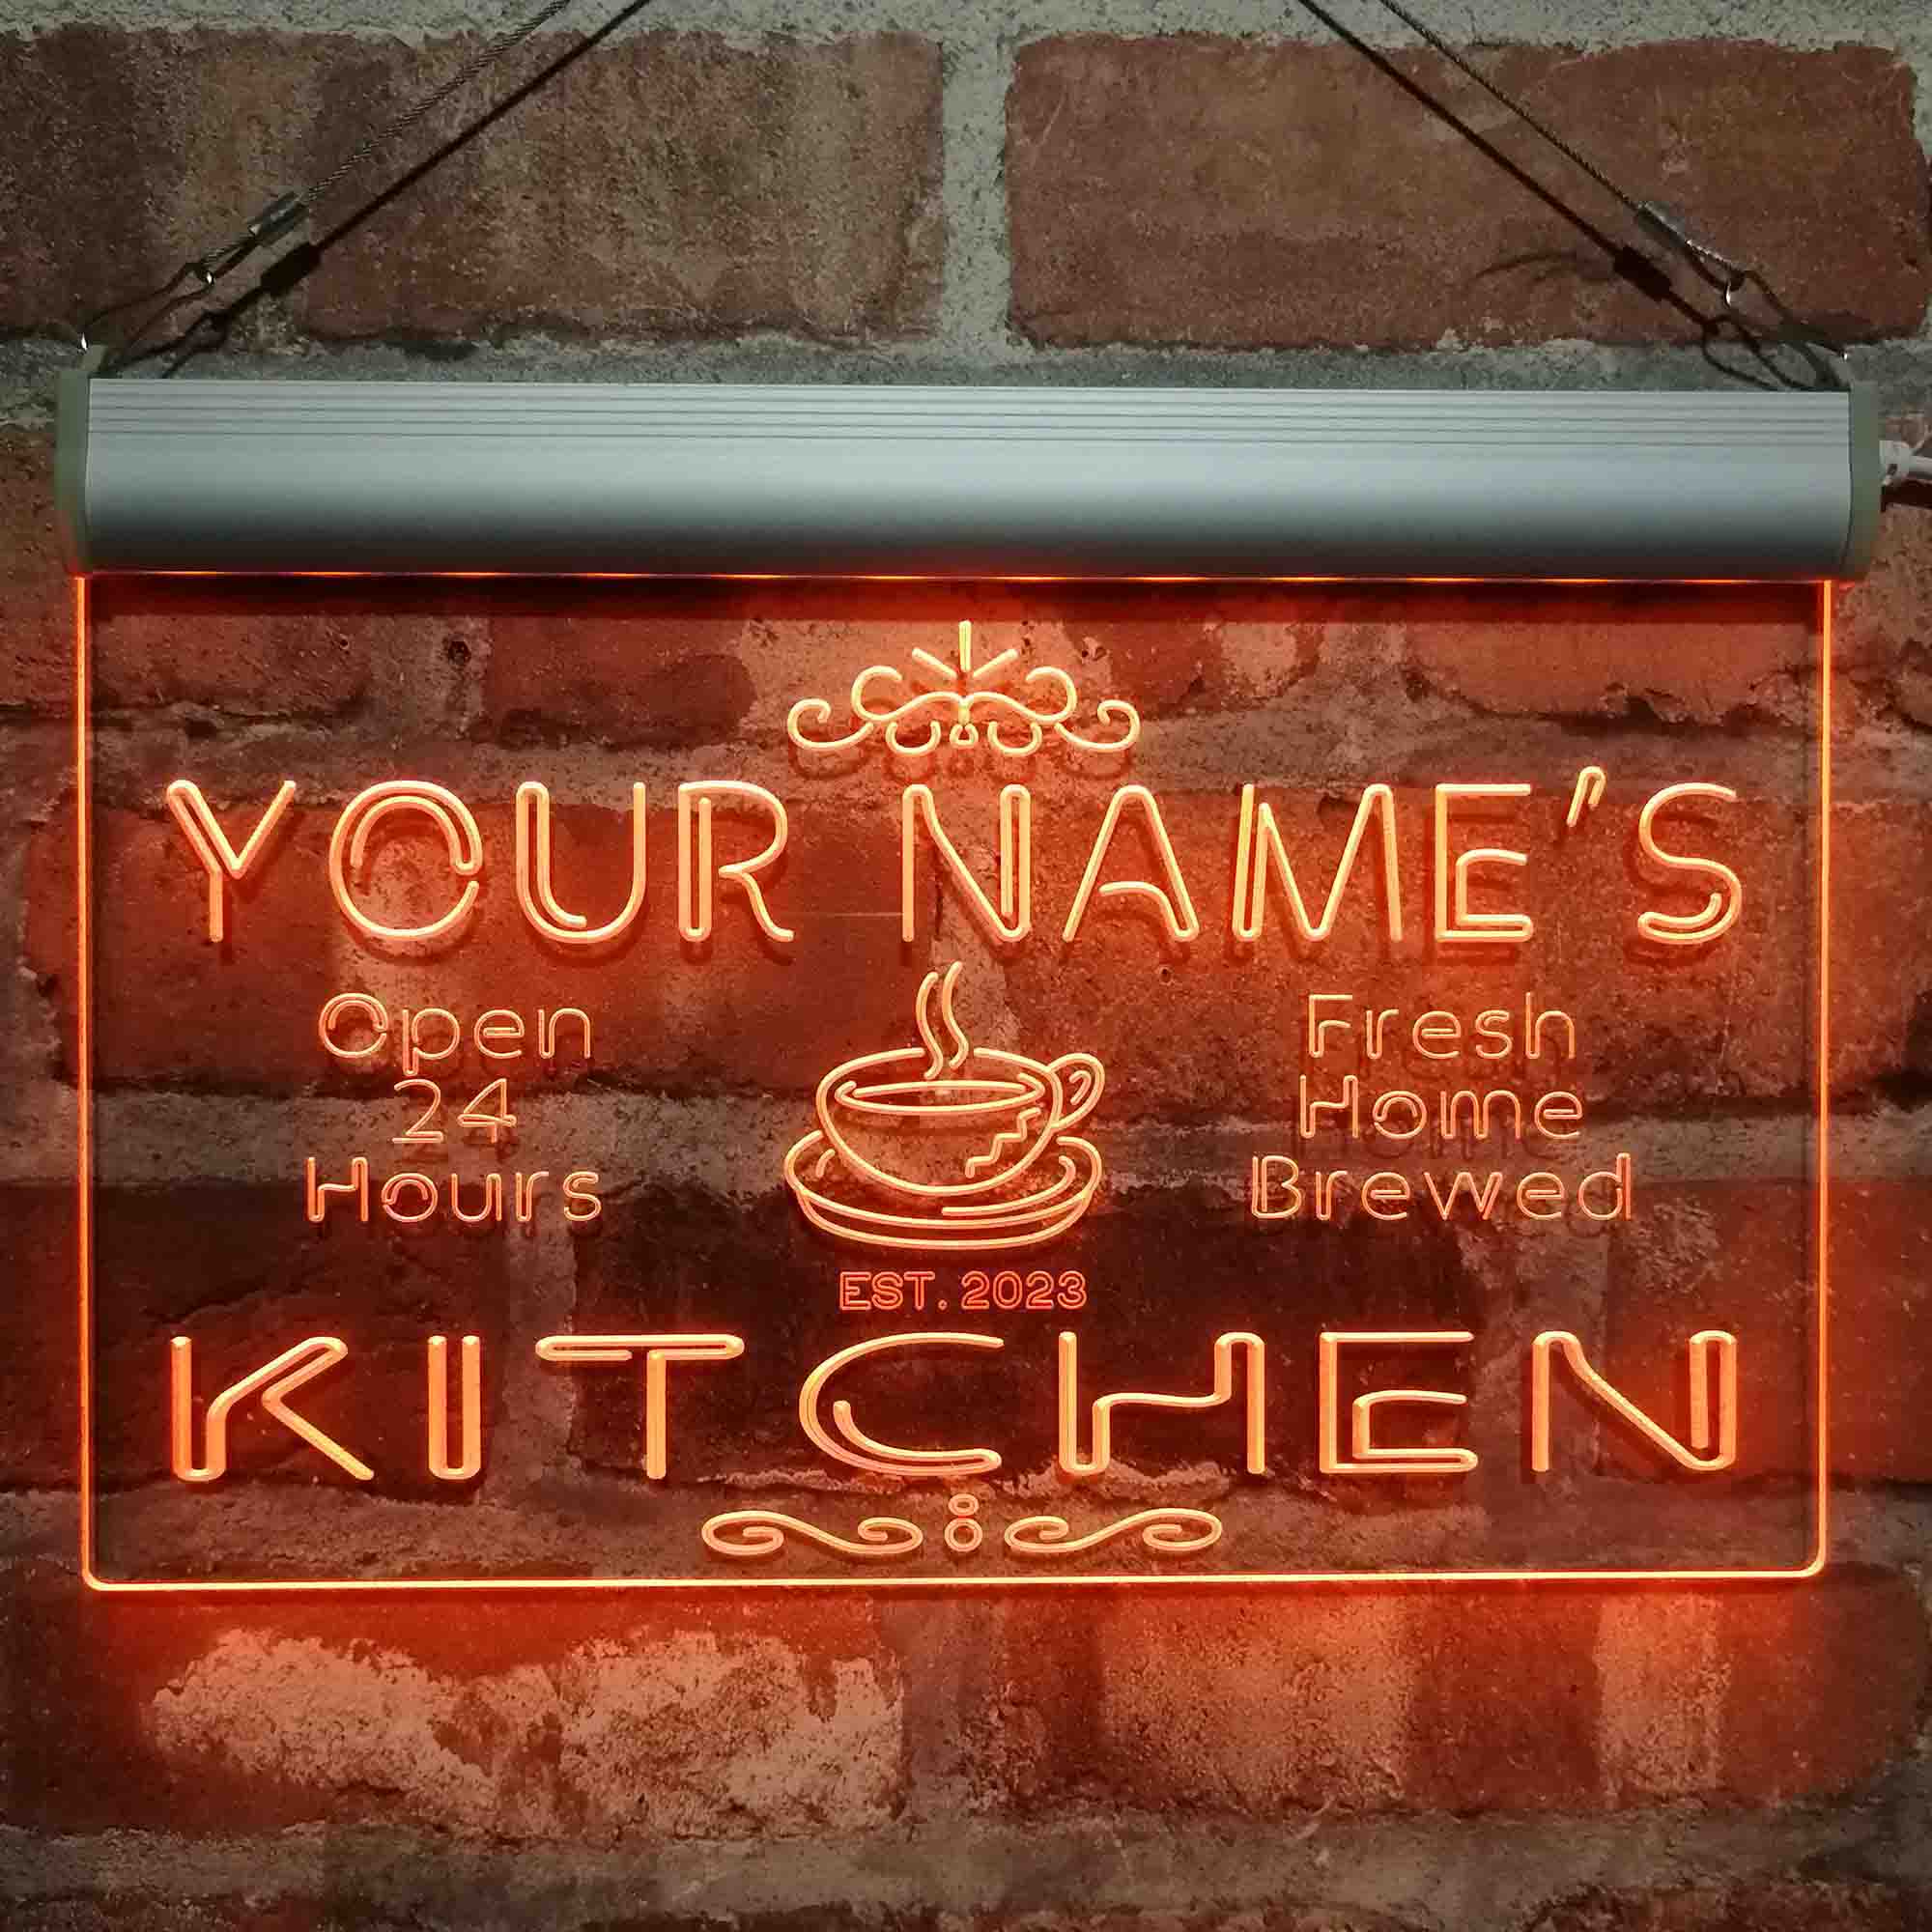 YOUR NAME'S
Open
24
Hours
Fresh
Home
Brewed
EST. 2023
KITCHEN